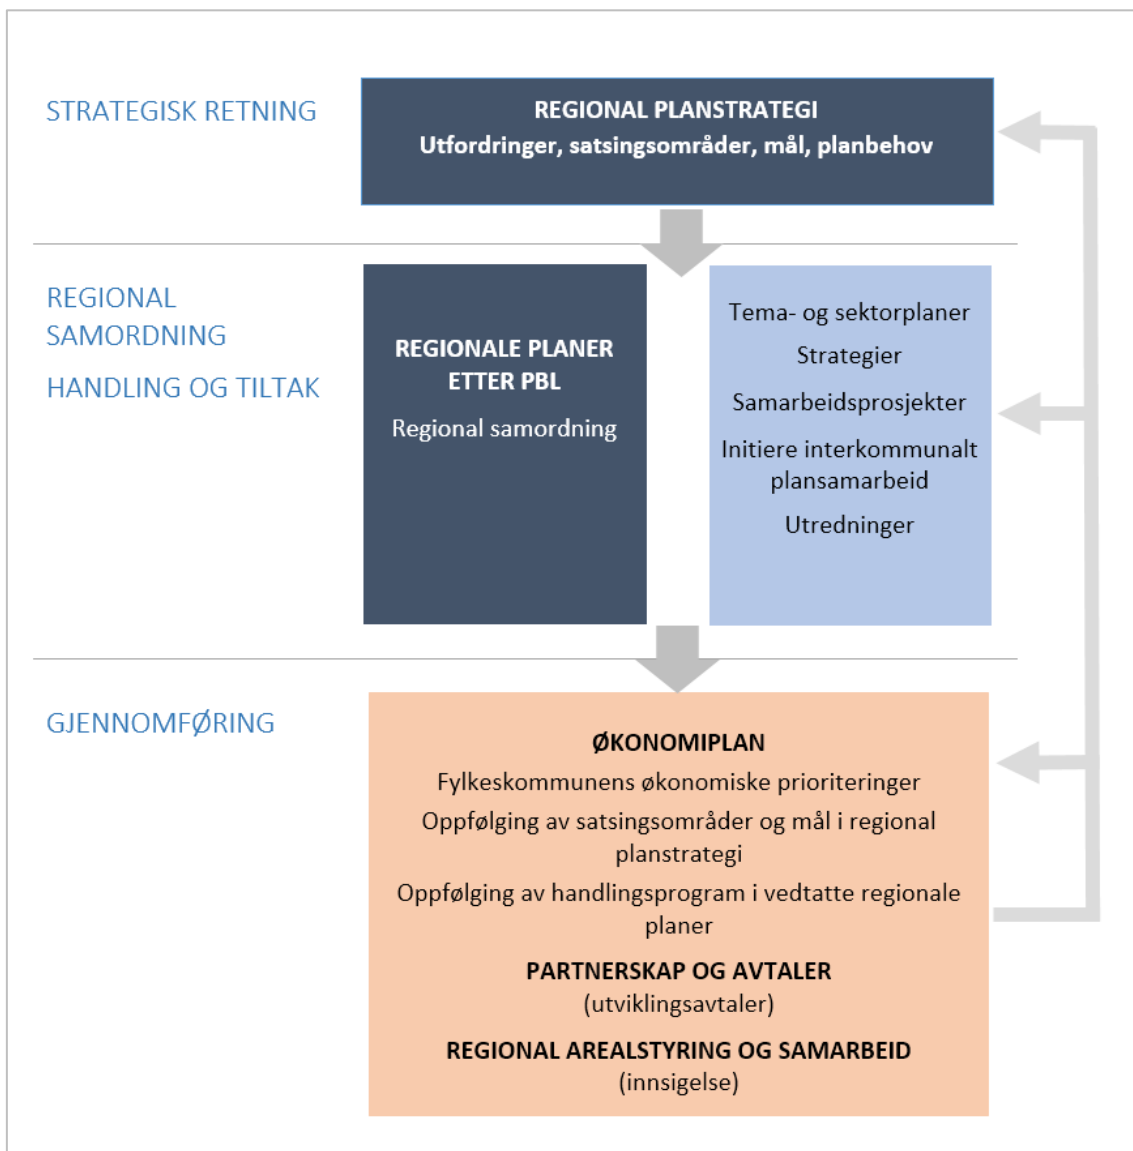 STRATEGISK RETNING
REGIONAL PLANSTRATEGI
Utfordringer, satsingsområder, mål, planbehov
REGIONAL
SAMORDNING
HANDLING OG TILTAK
REGIONALE PLANER
ETTER PBL
Regional samordning
Tema- og sektorplaner
Strategier
Samarbeidsprosjekter
Initiere interkommunalt
plansamarbeid
Utredninger
GJENNOMFØRING
ØKONOMIPLAN
Fylkeskommunens økonomiske prioriteringer
Oppfølging av satsingsområder og mål i regional
planstrategi
Oppfølging av handlingsprogram i vedtatte regionale
planer
PARTNERSKAP OG AVTALER
(utviklingsavtaler)
REGIONAL AREALSTYRING OG SAMARBEID
(innsigelse)